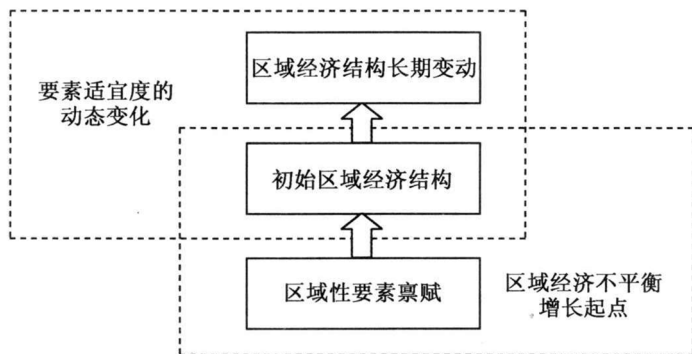 区域经济结构长期变动
要素适宜度的
动态变化
初始区域经济结构
区域性要素禀赋
区域经济不平衡
增长起点